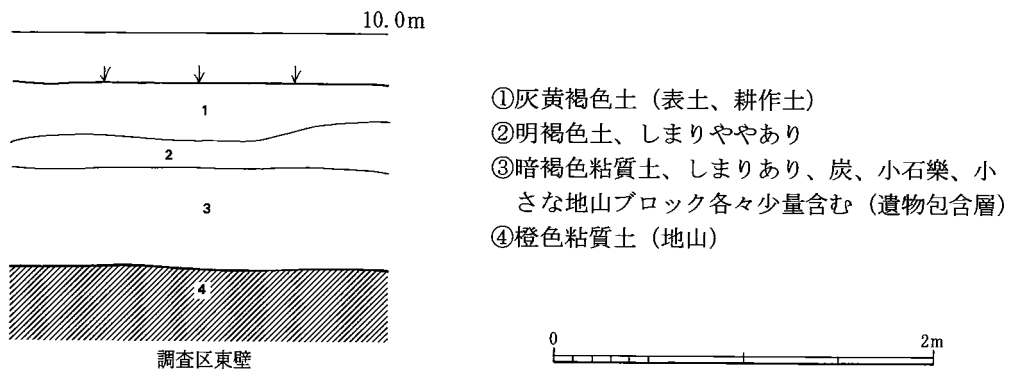 10.0m
1
2
3
4
調査区東壁
①灰黄褐色土（表土、耕作土）
②明褐色土、しまりややあり
③暗褐色粘質土、しまりあり、炭、小石樂、小
さな地山ブロック各々少量含む（遺物包含層）
④橙色粘質土（地山）
0
2m